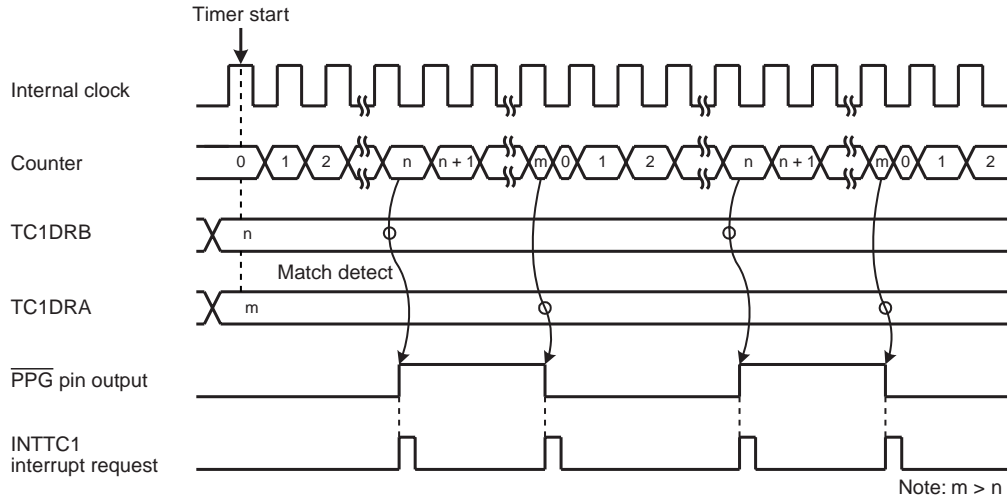 Timer start
Internal clock
Counter
0 1 2 n n + 1 m 0 1 2 n n + 1 m 0 1 2
TC1DRB
n
Match detect
TC1DRA
m
PPG pin output
INTTC1
interrupt request
Note: m > n